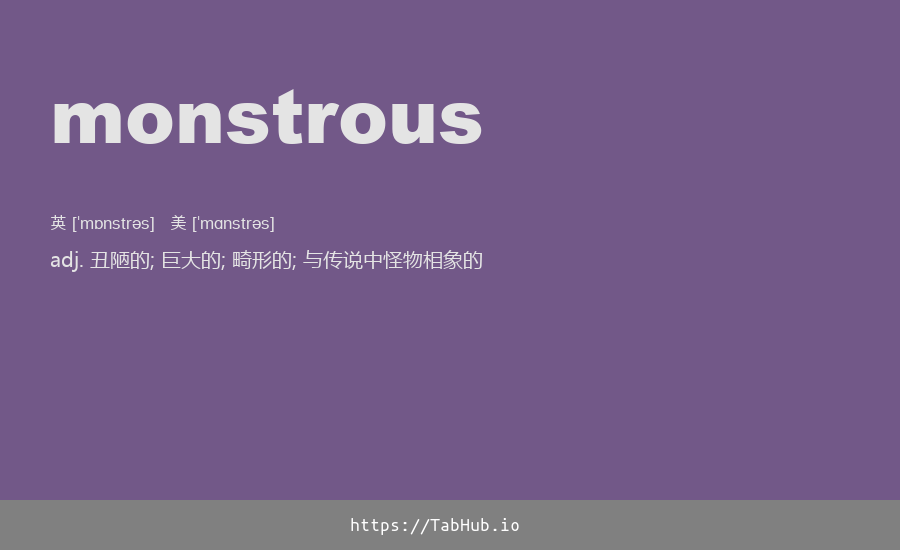 monstrous
英 [ˈmɒnstrəs] 美 [ˈmɑnstrəs]
adj. 丑陋的; 巨大的; 畸形的; 与传说中怪物相象的
https://TabHub.io